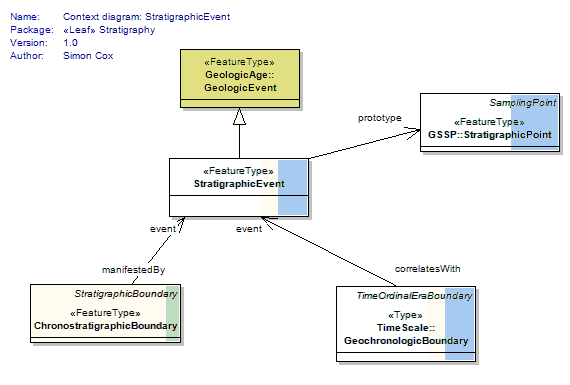 Name: Context diagram: StratigraphicEvent
Package: «Leaf» Stratigraphy
Version: 1.0
Author: Simon Cox
«FeatureType»
GeologicAge::
GeologicEvent
SamplingPoint
«FeatureType»
GSSP::StratigraphicPoint
prototype
«FeatureType»
StratigraphicEvent
event
event
manifestedBy
correlatesWith
StratigraphicBoundary
«FeatureType»
ChronostratigraphicBoundary
TimeOrdinalEraBoundary
«Type»
TimeScale::
GeochronologicBoundary